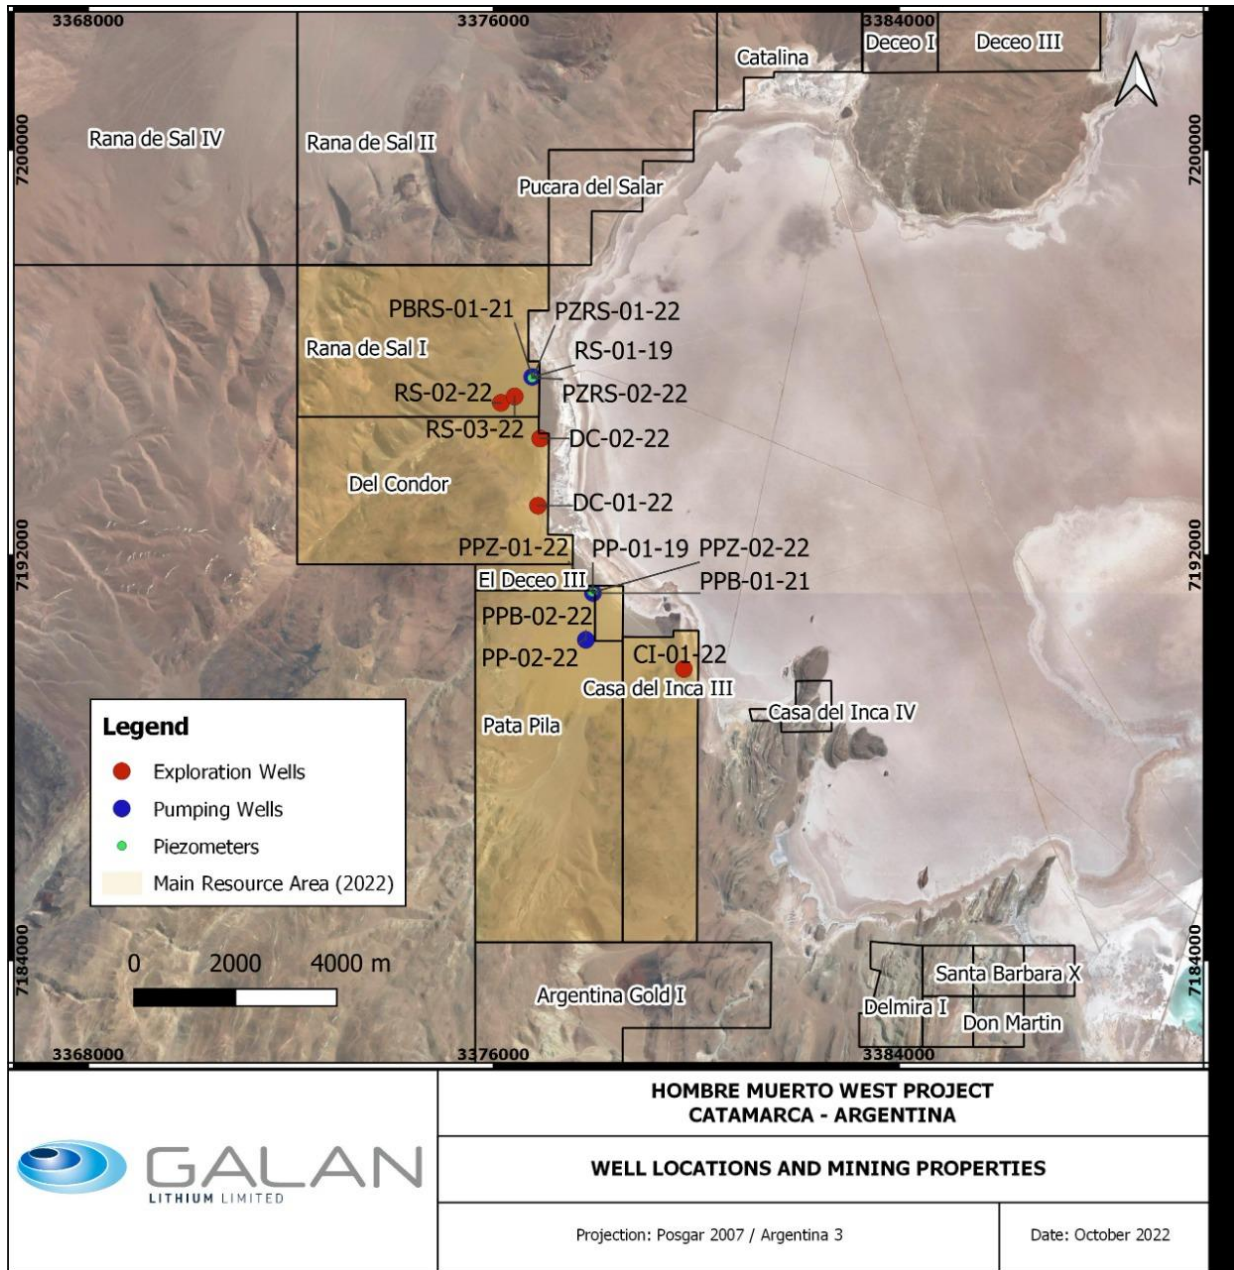 3368000
3376000
3384000
Deceo I
Deceo III
Catalina
Rana de Sal IV
Rana de Sal II
7200000
7200000
Pucara del Salar
PBRS-01-21
PZRS-01-22
Rana de Sal I
RS-01-19
RS-02-22
PZRS-02-22
RS-03-22
DC-02-22
Del Condor
DC-01-22
7192000
7192000
PPZ-01-22
PP-01-19
PPZ-02-22
El Deceo III
PPB-01-21
PPB-02-22
PP-02-22
CI-01-22
Casa del Inca III
Pata Pila
Casa del Inca IV
Legend
Exploration Wells
Pumping Wells
Piezometers
Main Resource Area (2022)
0 2000 4000 m
7184000
7184000
Argentina Gold I
Santa Barbara X
Delmira I
Don Martin
3368000
3376000
3384000
GALAN
LITHIUM LIMITED
HOMBRE MUERTO WEST PROJECT
CATAMARCA - ARGENTINA
WELL LOCATIONS AND MINING PROPERTIES
Projection: Posgar 2007 / Argentina 3
Date: October 2022